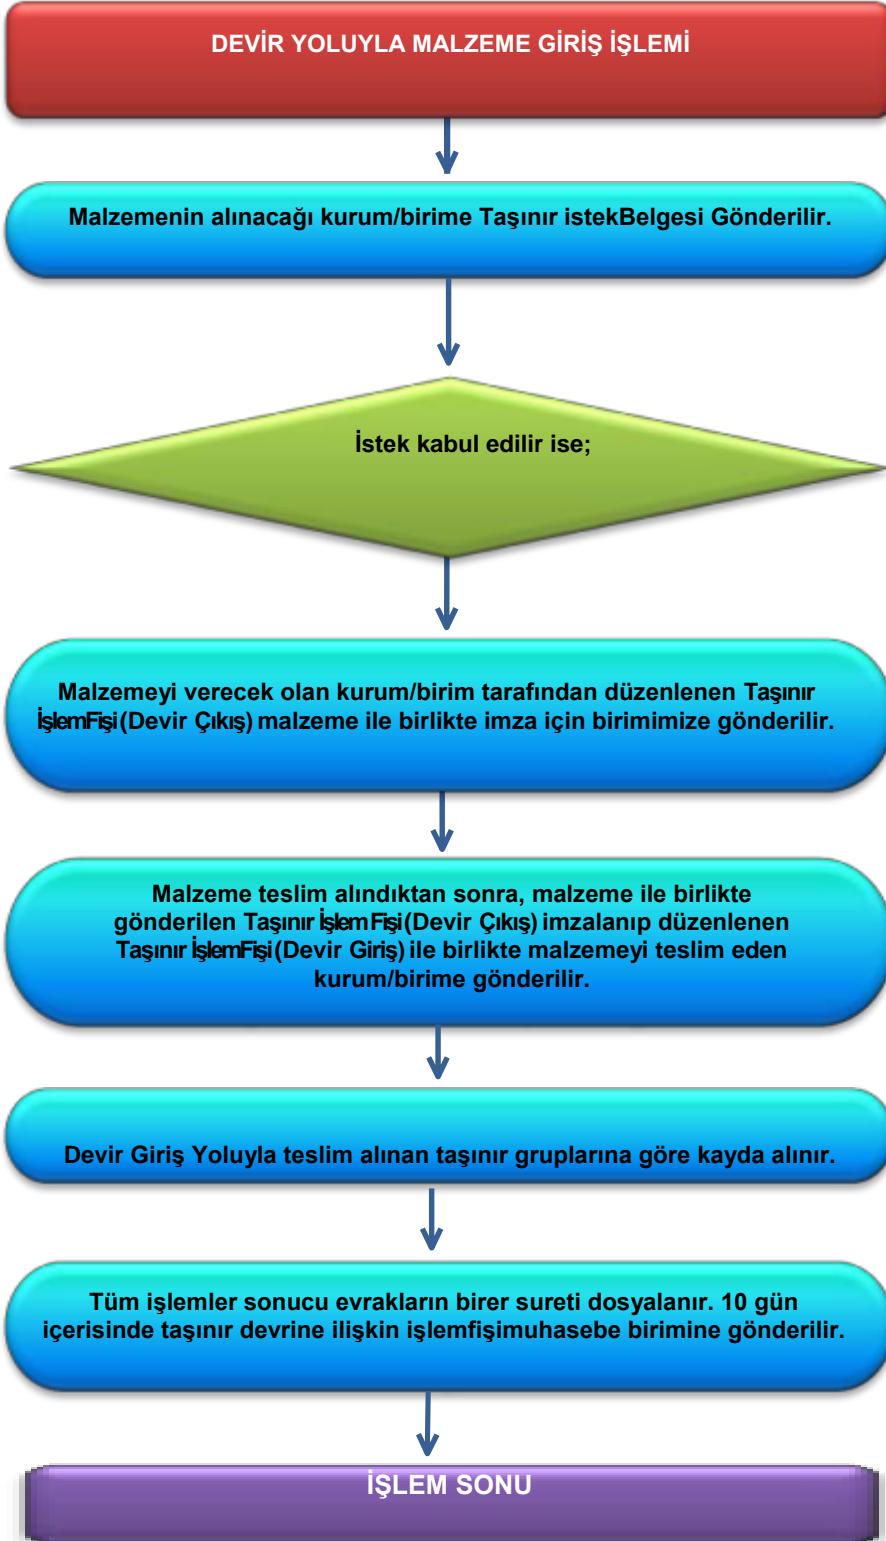 DEVİR YOLUYLA MALZEME GİRİŞ İŞLEMİ
Malzemenin alınacağı kurum/birime Taşınır istekBelgesi Gönderilir.
İstek kabul edilir ise;
Malzemeyi verecek olan kurum/birim tarafından düzenlenen Taşınır
İşlemFişi(Devir Çıkış) malzeme ile birlikte imza için birimimize gönderilir.
Malzeme teslim alındıktan sonra, malzeme ile birlikte
gönderilen Taşınır İşlem Fişi(Devir Çıkış) imzalanıp düzenlenen
Taşınır İşlemFişi(Devir Giriş) ile birlikte malzemeyi teslim eden
kurum/birime gönderilir.
Devir Giriş Yoluyla teslim alınan taşınır gruplarına göre kayda alınır.
Tüm işlemler sonucu evrakların birer sureti dosyalanır. 10 gün
içerisinde taşınır devrine ilişkin işlemfişimuhasebe birimine gönderilir.
İŞLEM SONU